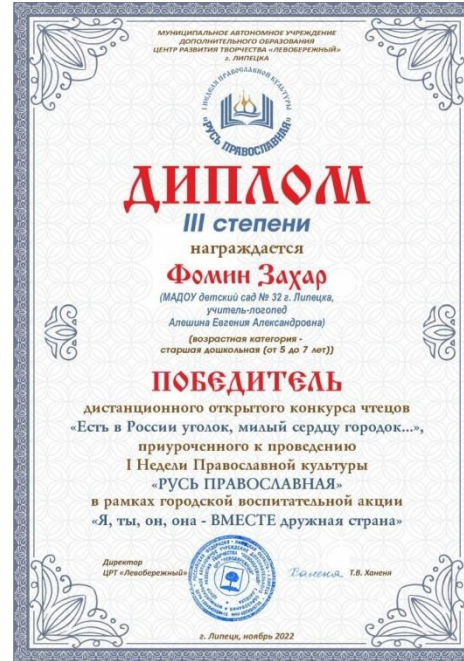 МУНИЦИПАЛЬНОЕ АВТОНОМНОЕ УЧРЕЖДЕНИЕ
ДОПОЛНИТЕЛЬНОГО ОБРАЗОВАНИЯ
ЦЕНТР РАЗВИТИЯ ТВОРЧЕСТВА «ЛЕВОБЕРЕЖНЫЙ»
г. ЛИПЕЦКА
I НЕДЕЛЯ ПРАВОСЛАВНОЙ КУЛЬТУРЫ
«РУСЬ ПРАВОСЛАВНАЯ»
ДИПЛОМ
III степени
награждается
Фомин Захар
(МАДОУ детский сад № 32 г. Липецка,
учитель-логопед
Алешина Евгения Александровна)
(возрастная категория -
старшая дошкольная (от 5 до 7 лет))
ПОБЕДИТЕЛЬ
дистанционного открытого конкурса чтецов
«Есть в России уголок, милый сердцу городок...»,
приуроченного к проведению
I Недели Православной культуры
«РУСЬ ПРАВОСЛАВНАЯ»
в рамках городской воспитательной акции
«Я, ты, он, она - ВМЕСТЕ дружная страна»
Директор
ЦРТ «Левобережный»
Т.В. Ханеня
г. Липецк, ноябрь 2022